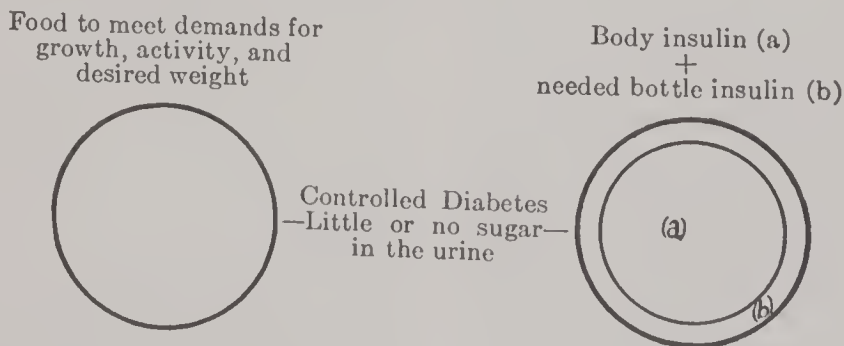 Food to meet demands for
growth, activity, and
desired weight
Body insulin (a)
+
needed bottle insulin (b)
Controlled Diabetes
—Little or no sugar—
in the urine
(a)
(b)